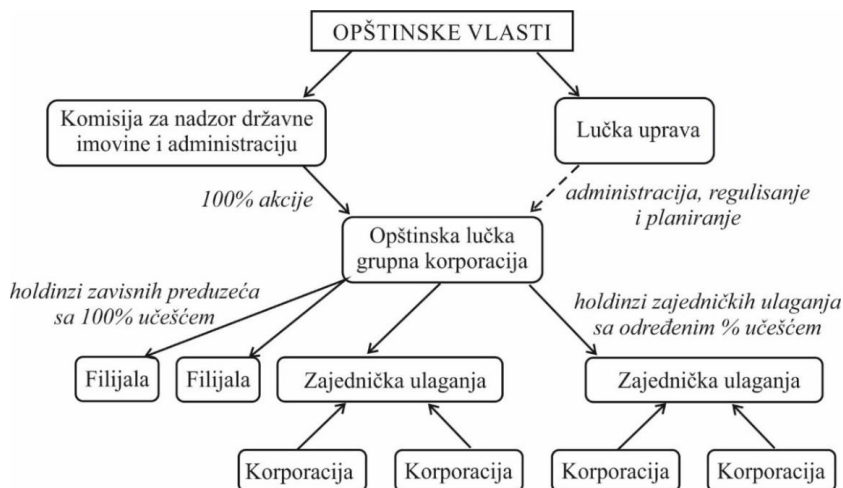 OPŠTINSKE VLASTI
Komisija za nadzor državne
imovine i administraciju
Lučka uprava
100% akcije
administracija, regulisanje
i planiranje
Opštinska lučka
grupna korporacija
holdinzi zavisnih preduzeća
sa 100% učešćem
holdinzi zajedničkih ulaganja
sa određenim % učešćem
Filijala
Filijala
Zajednička ulaganja
Zajednička ulaganja
Korporacija
Korporacija
Korporacija
Korporacija